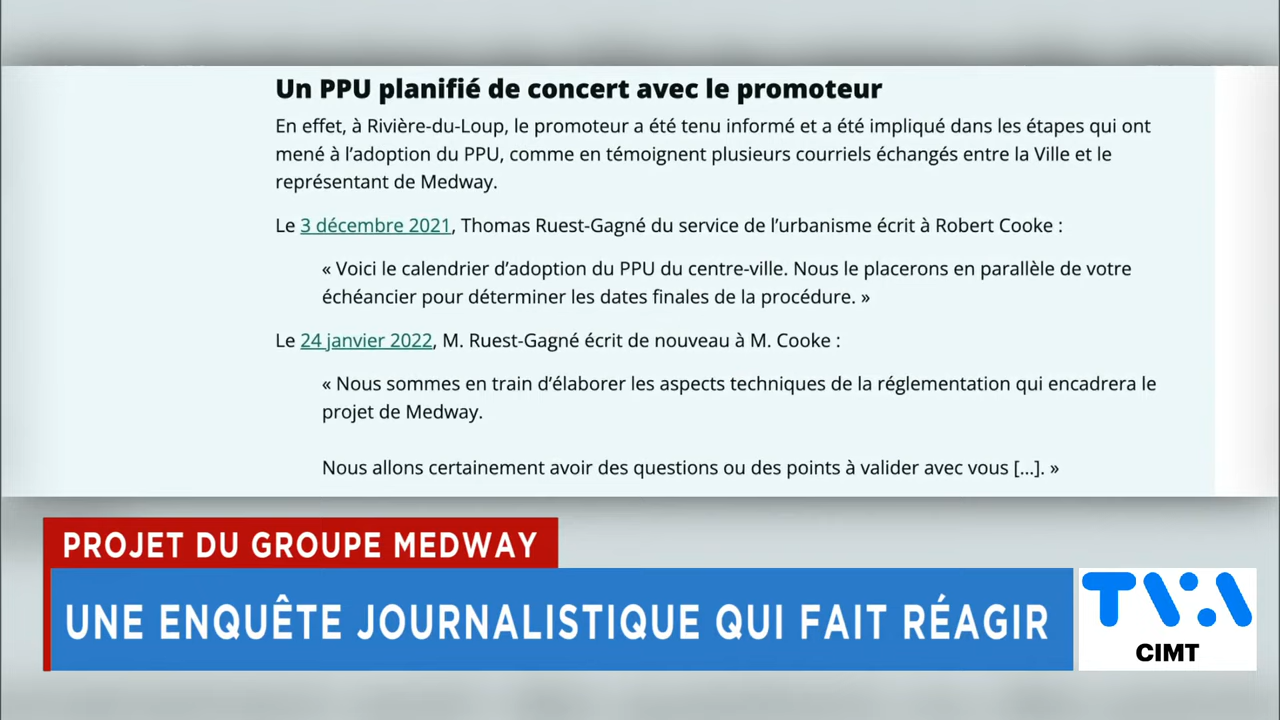 Un PPU planifié de concert avec le promoteur
En effet, à Rivière-du-Loup, le promoteur a été tenu informé et a été impliqué dans les étapes qui ont
mené à l’adoption du PPU, comme en témoignent plusieurs courriels échangés entre la Ville et le
représentant de Medway.
Le 3 décembre 2021, Thomas Ruest-Gagné du service de l’urbanisme écrit à Robert Cooke :
« Voici le calendrier d’adoption du PPU du centre-ville. Nous le placerons en parallèle de votre
échéancier pour déterminer les dates finales de la procédure. »
Le 24 janvier 2022, M. Ruest-Gagné écrit de nouveau à M. Cooke :
« Nous sommes en train d’élaborer les aspects techniques de la réglementation qui encadrera le
projet de Medway.
Nous allons certainement avoir des questions ou des points à valider avec vous [...]. »
PROJET DU GROUPE MEDWAY
UNE ENQUÊTE JOURNALISTIQUE QUI FAIT RÉAGIR
TVA
CIMT